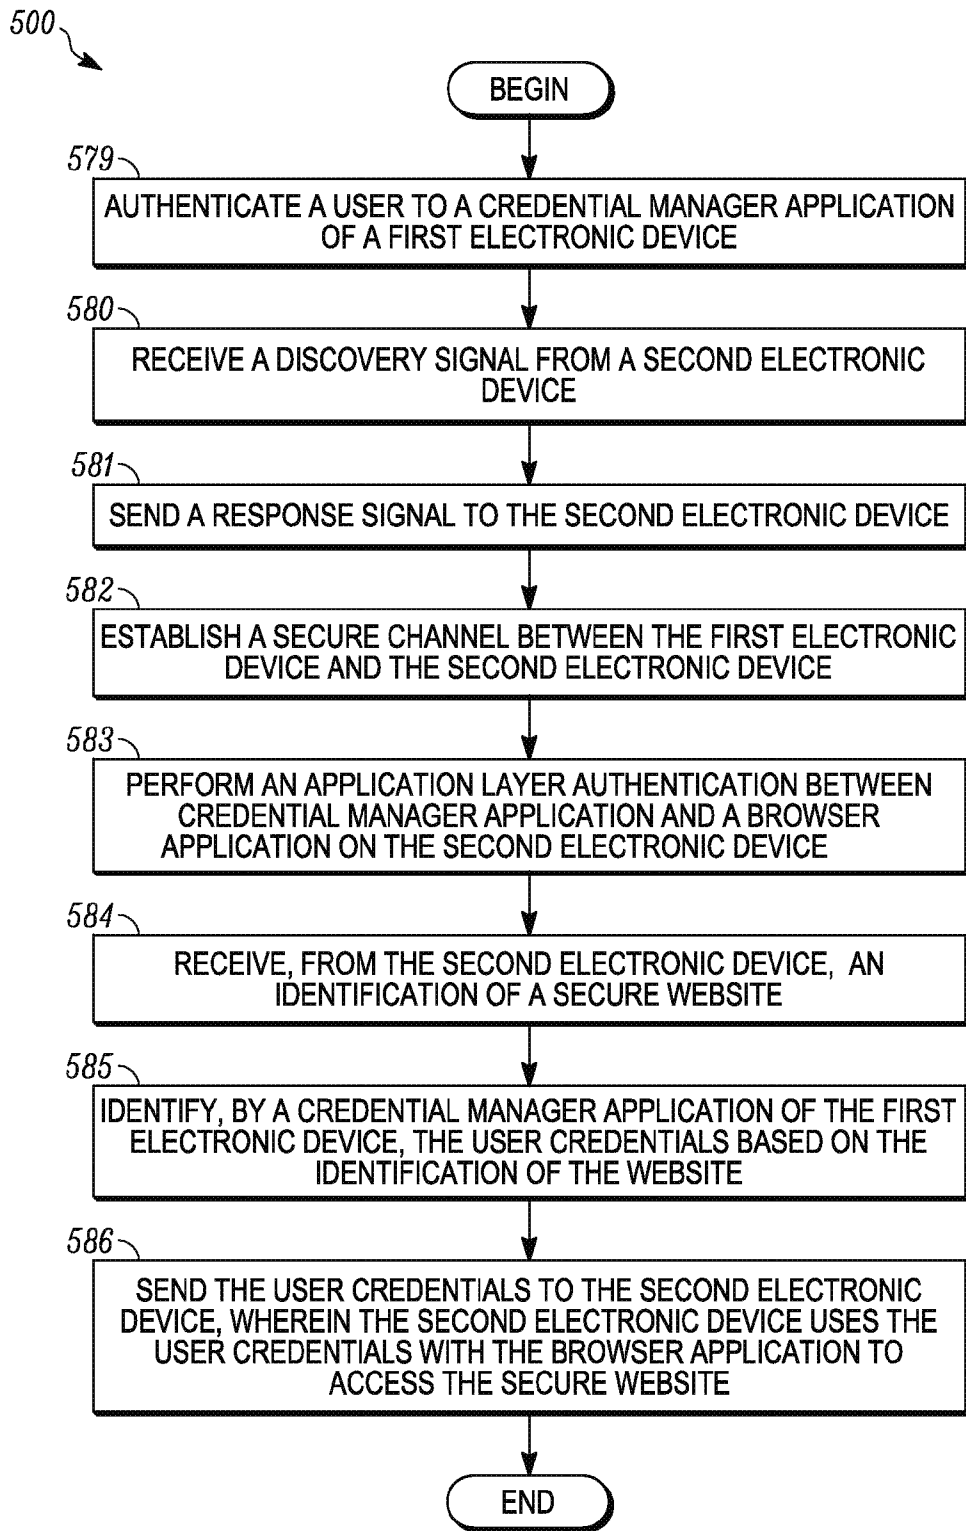 500
BEGIN
579
AUTHENTICATE A USER TO A CREDENTIAL MANAGER APPLICATION
OF A FIRST ELECTRONIC DEVICE
580
RECEIVE A DISCOVERY SIGNAL FROM A SECOND ELECTRONIC
DEVICE
581
SEND A RESPONSE SIGNAL TO THE SECOND ELECTRONIC DEVICE
582
ESTABLISH A SECURE CHANNEL BETWEEN THE FIRST ELECTRONIC
DEVICE AND THE SECOND ELECTRONIC DEVICE
583
PERFORM AN APPLICATION LAYER AUTHENTICATION BETWEEN
CREDENTIAL MANAGER APPLICATION AND A BROWSER
APPLICATION ON THE SECOND ELECTRONIC DEVICE
584
RECEIVE, FROM THE SECOND ELECTRONIC DEVICE, AN
IDENTIFICATION OF A SECURE WEBSITE
585
IDENTIFY, BY A CREDENTIAL MANAGER APPLICATION OF THE FIRST
ELECTRONIC DEVICE, THE USER CREDENTIALS BASED ON THE
IDENTIFICATION OF THE WEBSITE
586
SEND THE USER CREDENTIALS TO THE SECOND ELECTRONIC
DEVICE, WHEREIN THE SECOND ELECTRONIC DEVICE USES THE
USER CREDENTIALS WITH THE BROWSER APPLICATION TO
ACCESS THE SECURE WEBSITE
END